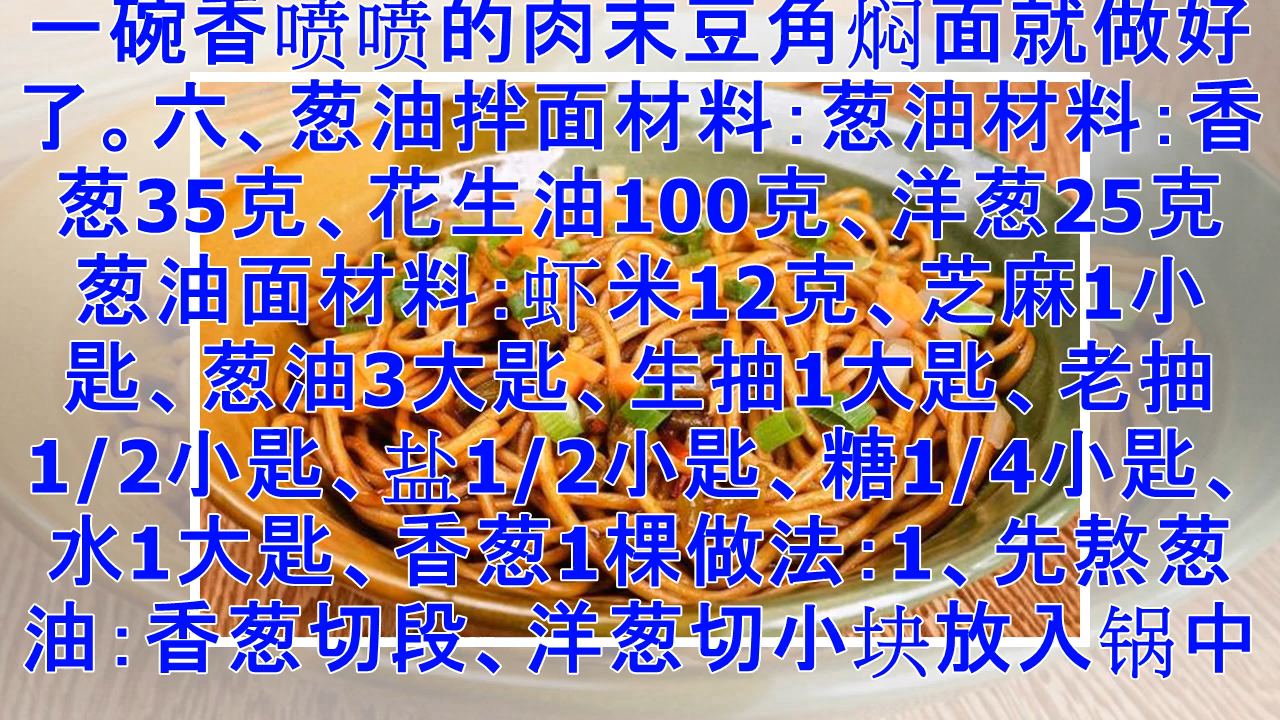 一碗香喷喷的肉末豆角焖面就做好
了。六、葱油拌面材料:葱油材料:香
葱35克、花生油100克、洋葱25克
葱油面材料:虾米12克、芝麻1小
匙、葱油3大匙、生抽1大匙、老抽
1/2小匙、盐1/2小匙、糖1/4小匙、
水1大匙、香葱1棵做法:1、先熬葱
油:香葱切段、洋葱切小块放入锅中